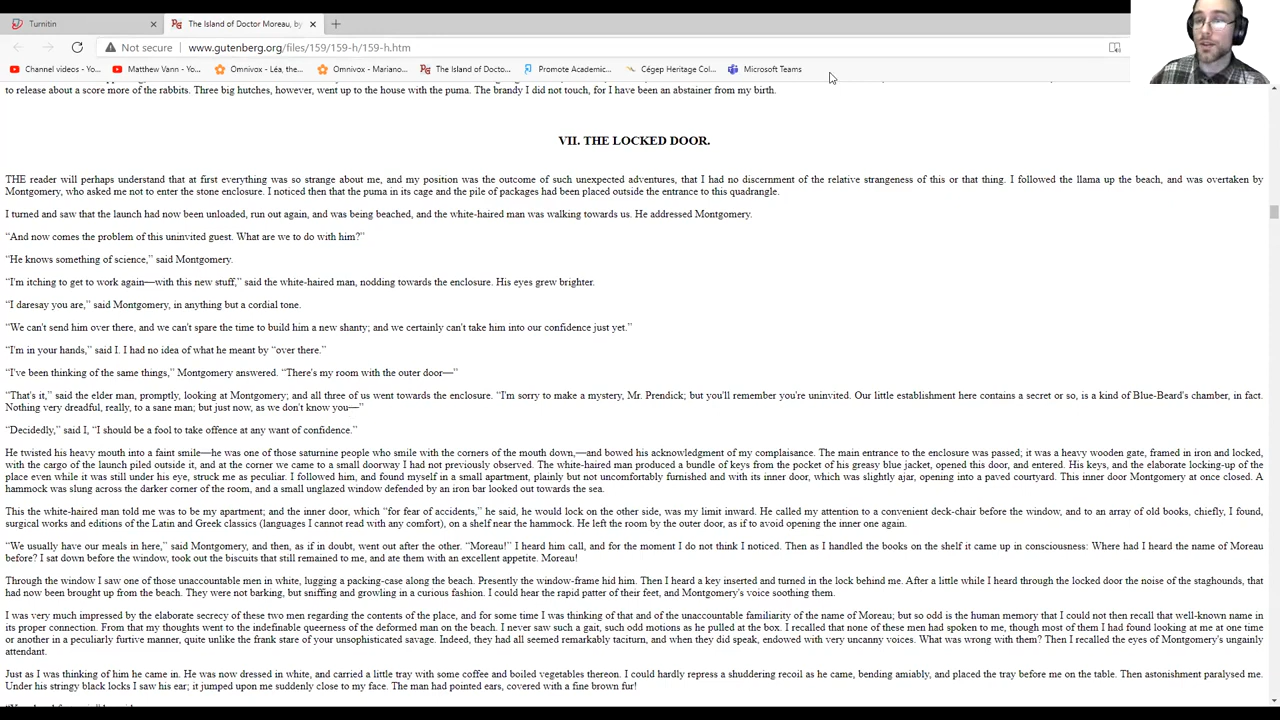 Turnitin
The Island of Doctor Moreau, by
Not secure
www.gutenberg.org/files/159/159-h/159-h.htm
Channel videos - Yo...
Matthew Vann - Yo...
Omnivox - Léa, the...
Omnivox - Mariano...
The Island of Docto...
Promote Academic...
Cégep Heritage Col...
Microsoft Teams
to release about a score more of the rabbits. Three big hutches, however, went up to the house with the puma. The brandy I did not touch, for I have been an abstainer from my birth.
VII. THE LOCKED DOOR.
THE reader will perhaps understand that at first everything was so strange about me, and my position was the outcome of such unexpected adventures, that I had no discernment of the relative strangeness of this or that thing. I followed the llama up the beach, and was overtaken by
Montgomery, who asked me not to enter the stone enclosure. I noticed then that the puma in its cage and the pile of packages had been placed outside the entrance to this quadrangle.
I turned and saw that the launch had now been unloaded, run out again, and was being beached, and the white-haired man was walking towards us. He addressed Montgomery.
“And now comes the problem of this uninvited guest. What are we to do with him?”
“He knows something of science,” said Montgomery.
“I'm itching to get to work again—with this new stuff,” said the white-haired man, nodding towards the enclosure. His eyes grew brighter.
“I daresay you are,” said Montgomery, in anything but a cordial tone.
“We can't send him over there, and we can't spare the time to build him a new shanty; and we certainly can't take him into our confidence just yet.”
“I'm in your hands,” said I. I had no idea of what he meant by “over there.”
“I've been thinking of the same things,” Montgomery answered. “There's my room with the outer door—”
“That's it,” said the elder man, promptly, looking at Montgomery; and all three of us went towards the enclosure. “I'm sorry to make a mystery, Mr. Prendick; but you'll remember you're uninvited. Our little establishment here contains a secret or so, is a kind of Blue-Beard's chamber, in fact.
Nothing very dreadful, really, to a sane man; but just now, as we don't know you—”
“Decidedly,” said I, “I should be a fool to take offence at any want of confidence.”
He twisted his heavy mouth into a faint smile—he was one of those saturnine people who smile with the corners of the mouth down,—and bowed his acknowledgment of my complaisance. The main entrance to the enclosure was passed; it was a heavy wooden gate, framed in iron and locked,
with the cargo of the launch piled outside it, and at the corner we came to a small doorway I had not previously observed. The white-haired man produced a bundle of keys from the pocket of his greasy blue jacket, opened this door, and entered. His keys, and the elaborate locking-up of the
place even while it was still under his eye, struck me as peculiar. I followed him, and found myself in a small apartment, plainly but not uncomfortably furnished and with its inner door, which was slightly ajar, opening into a paved courtyard. This inner door Montgomery at once closed. A
hammock was slung across the darker corner of the room, and a small unglazed window defended by an iron bar looked out towards the sea.
This the white-haired man told me was to be my apartment; and the inner door, which “for fear of accidents,” he said, he would lock on the other side, was my limit inward. He called my attention to a convenient deck-chair before the window, and to an array of old books, chiefly, I found,
surgical works and editions of the Latin and Greek classics (languages I cannot read with any comfort), on a shelf near the hammock. He left the room by the outer door, as if to avoid opening the inner one again.
“We usually have our meals in here,” said Montgomery, and then, as if in doubt, went out after the other. “Moreau!” I heard him call, and for the moment I do not think I noticed. Then as I handled the books on the shelf it came up in consciousness: Where had I heard the name of Moreau
before? I sat down before the window, took out the biscuits that still remained to me, and ate them with an excellent appetite. Moreau!
Through the window I saw one of those unaccountable men in white, lugging a packing-case along the beach. Presently the window-frame hid him. Then I heard a key inserted and turned in the lock behind me. After a little while I heard through the locked door the noise of the staghounds, that
had now been brought up from the beach. They were not barking, but sniffing and growling in a curious fashion. I could hear the rapid patter of their feet, and Montgomery's voice soothing them.
I was very much impressed by the elaborate secrecy of these two men regarding the contents of the place, and for some time I was thinking of that and of the unaccountable familiarity of the name of Moreau; but so odd is the human memory that I could not then recall that well-known name in
its proper connection. From that my thoughts went to the indefinable queerness of the deformed man on the beach. I never saw such a gait, such odd motions as he pulled at the box. I recalled that none of these men had spoken to me, though most of them I had found looking at me at one time
or another in a peculiarly furtive manner, quite unlike the frank stare of your unsophisticated savage. Indeed, they had all seemed remarkably taciturn, and when they did speak, endowed with very uncanny voices. What was wrong with them? Then I recalled the eyes of Montgomery's ungainly
attendant.
Just as I was thinking of him he came in. He was now dressed in white, and carried a little tray with some coffee and boiled vegetables thereon. I could hardly repress a shuddering recoil as he came, bending amiably, and placed the tray before me on the table. Then astonishment paralysed me.
Under his stringy black locks I saw his ear; it jumped upon me suddenly close to my face. The man had pointed ears, covered with a fine brown fur!